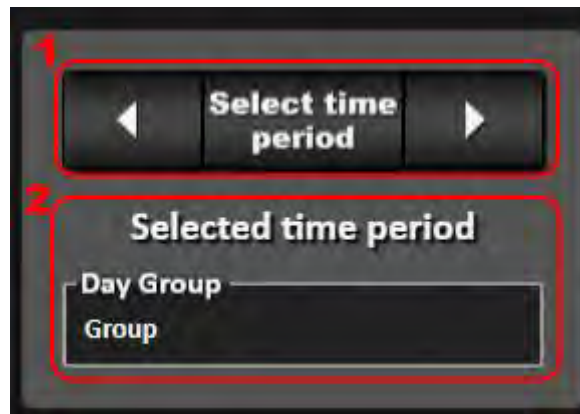 1
Select time
period
2
Selected time period
Day Group
Group